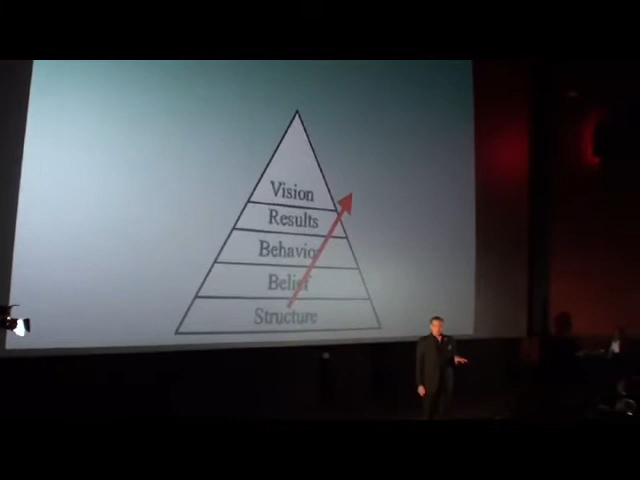 Vision
Results
Behavior
Belief
Structure